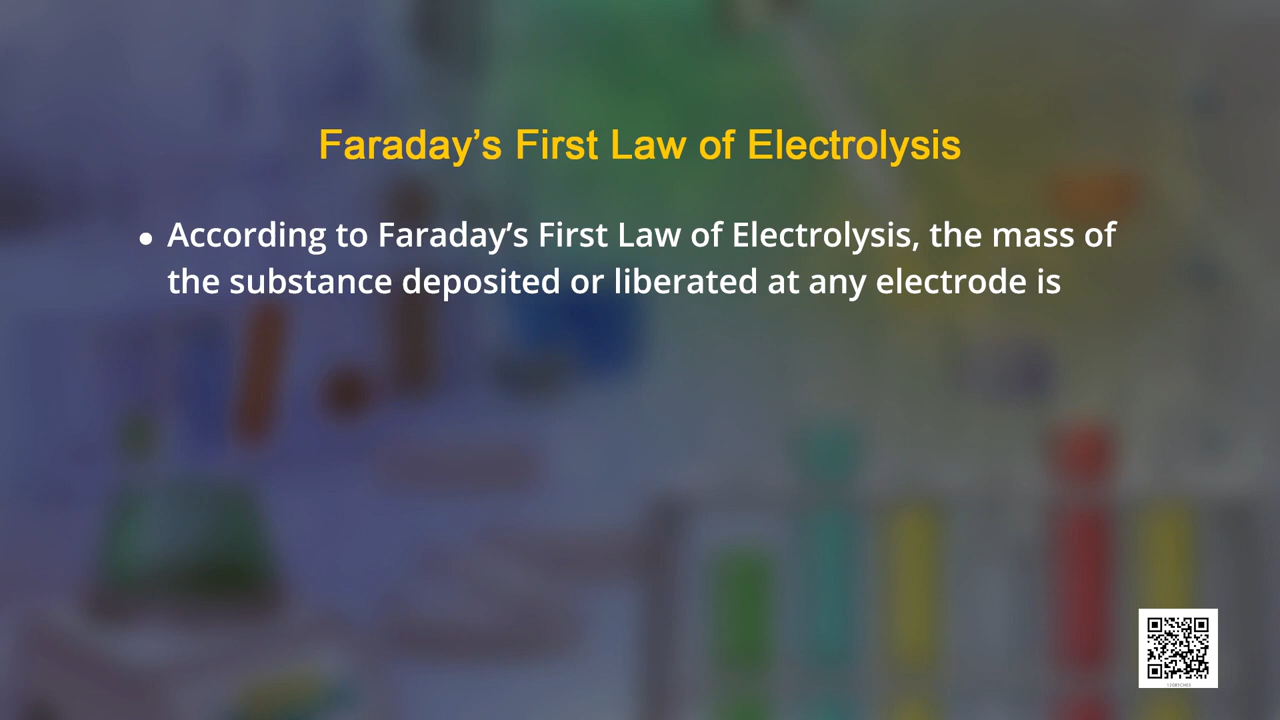 Faraday’s First Law of Electrolysis
• According to Faraday’s First Law of Electrolysis, the mass of
the substance deposited or liberated at any electrode is